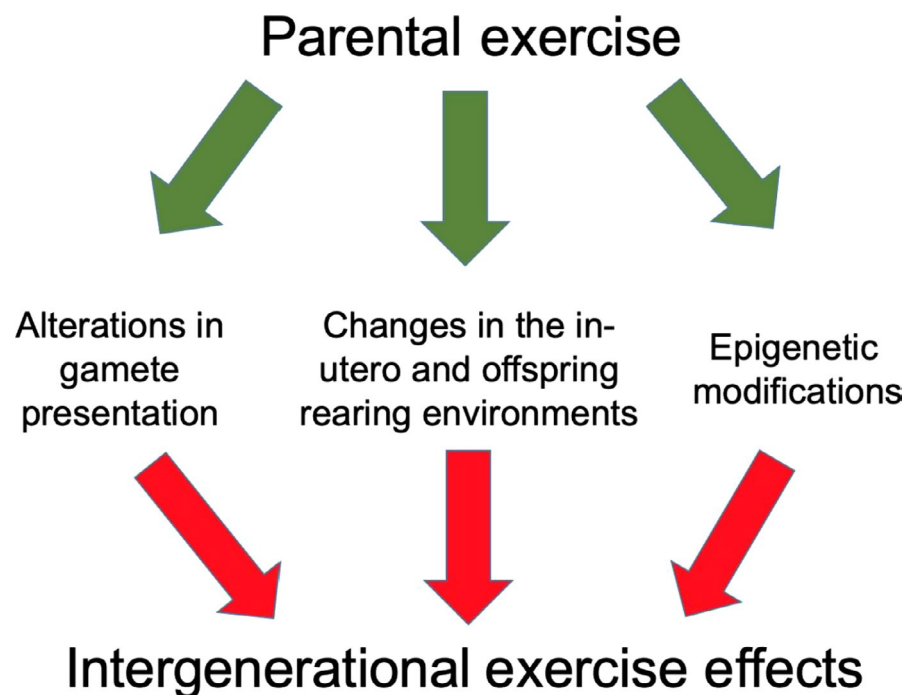 Parental exercise
Alterations in
gamete
presentation
Changes in the in-
utero and offspring
rearing environments
Epigenetic
modifications
Intergenerational exercise effects